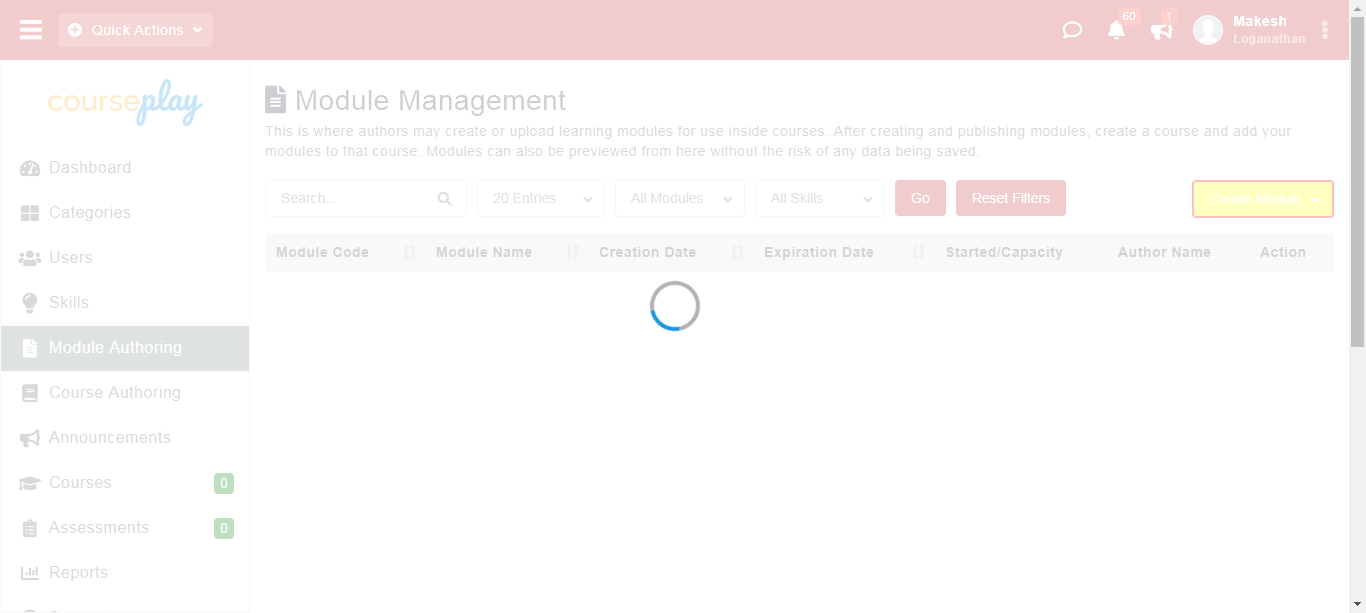 Quick Actions
60
1
Makesh
Loganathan
courseplay
Module Management
This is where authors may create or upload learning modules for use inside courses. After creating and publishing modules, create a course and add your
modules to that course. Modules can also be previewed from here without the risk of any data being saved.
Search...
20 Entries
All Modules
All Skills
Go
Reset Filters
Create Module
Module Code
Module Name
Creation Date
Expiration Date
Started/Capacity
Author Name
Action
Dashboard
Categories
Users
Skills
Module Authoring
Course Authoring
Announcements
Courses 0
Assessments 0
Reports